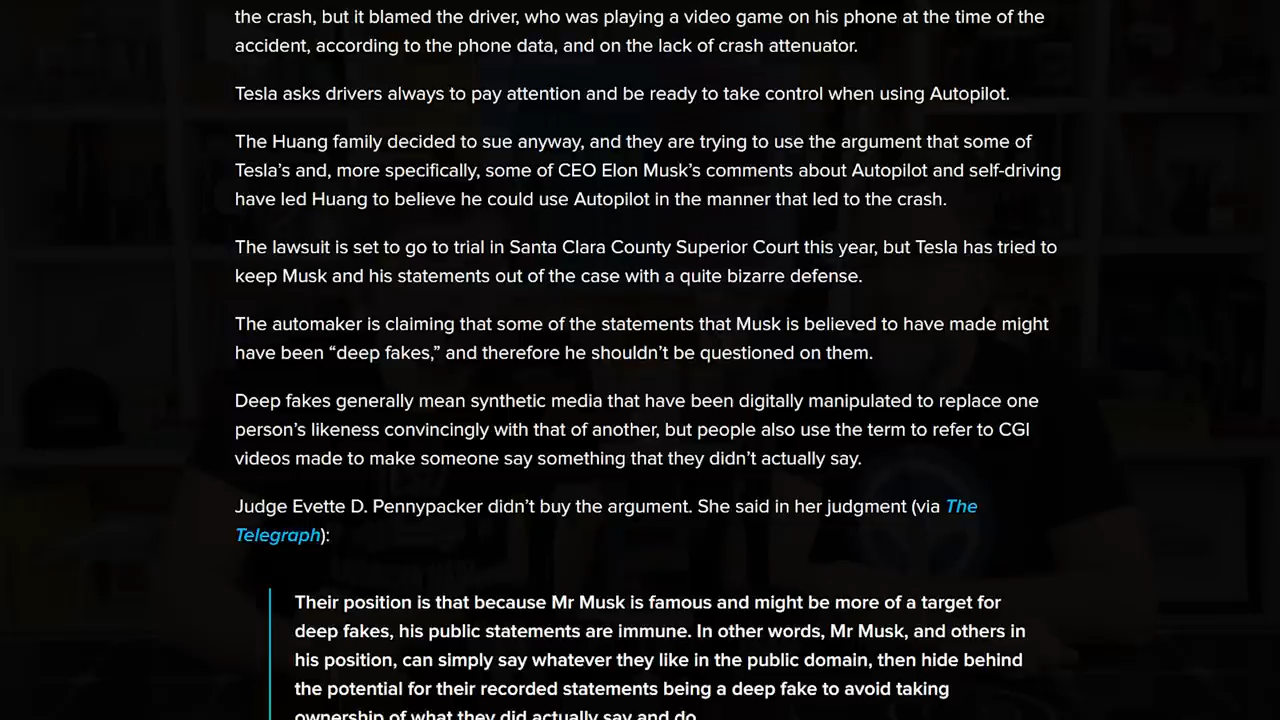 the crash, but it blamed the driver, who was playing a video game on his phone at the time of the
accident, according to the phone data, and on the lack of crash attenuator.
Tesla asks drivers always to pay attention and be ready to take control when using Autopilot.
The Huang family decided to sue anyway, and they are trying to use the argument that some of
Tesla’s and, more specifically, some of CEO Elon Musk’s comments about Autopilot and self-driving
have led Huang to believe he could use Autopilot in the manner that led to the crash.
The lawsuit is set to go to trial in Santa Clara County Superior Court this year, but Tesla has tried to
keep Musk and his statements out of the case with a quite bizarre defense.
The automaker is claiming that some of the statements that Musk is believed to have made might
have been “deep fakes,” and therefore he shouldn’t be questioned on them.
Deep fakes generally mean synthetic media that have been digitally manipulated to replace one
person’s likeness convincingly with that of another, but people also use the term to refer to CGI
videos made to make someone say something that they didn’t actually say.
Judge Evette D. Pennypacker didn’t buy the argument. She said in her judgment (via The
Telegraph):
Their position is that because Mr Musk is famous and might be more of a target for
deep fakes, his public statements are immune. In other words, Mr Musk, and others in
his position, can simply say whatever they like in the public domain, then hide behind
the potential for their recorded statements being a deep fake to avoid taking
ownership of what they did actually say and do.